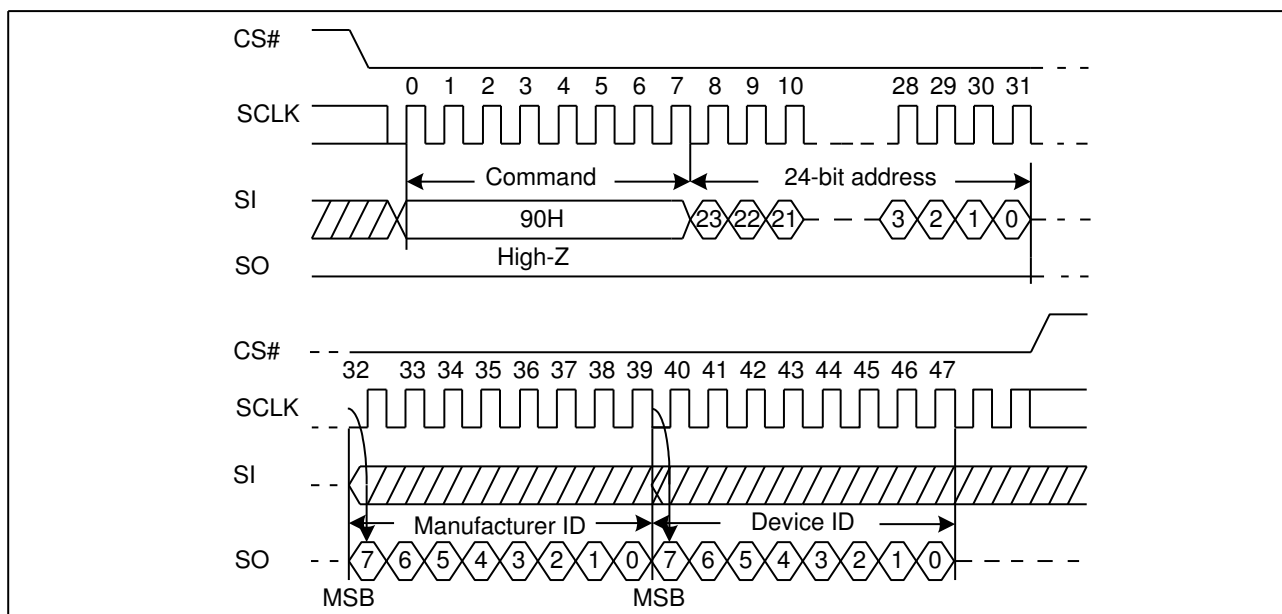 CS#
0 1 2 3 4 5 6 7 8 9 10 28 29 30 31
SCLK
Command 24-bit address
SI
90H 23 22 21 3 2 1 0
High-Z
SO
CS#
32 33 34 35 36 37 38 39 40 41 42 43 44 45 46 47
SCLK
SI
Manufacturer ID Device ID
SO 7 6 5 4 3 2 1 0 7 6 5 4 3 2 1 0
MSB MSB